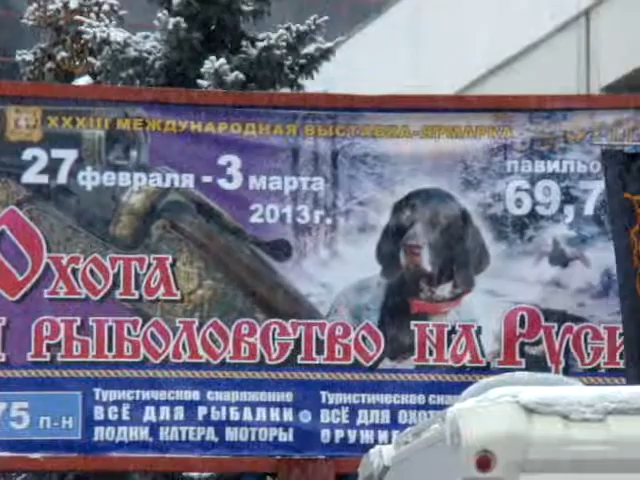 XXXIII МЕЖДУНАРОДНАЯ ВЫСТАВКА-ЯРМАРКА
27 февраля - 3 марта
2013г.
павильо
69,7
Охота
и рыболовство на Руси
75 п-н
Туристическое снаряжение
ВСЁ ДЛЯ РЫБАЛКИ
ЛОДКИ, КАТЕРА, МОТОРЫ
Туристическое снa
ВСЁ ДЛЯ ОХОТ
ОРУЖИ